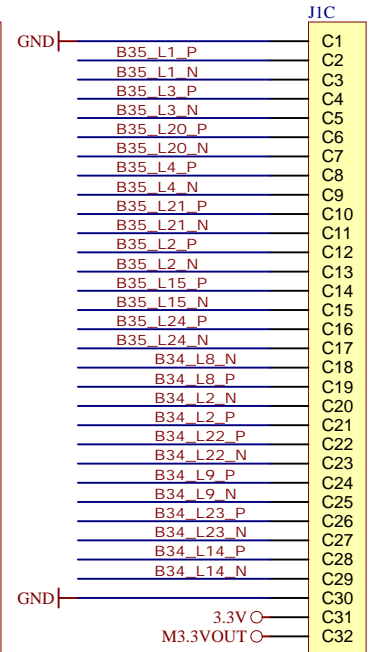 J1C
GND C1
B35_L1_P C2
B35_L1_N C3
B35_L3_P C4
B35_L3_N C5
B35_L20_P C6
B35_L20_N C7
B35_L4_P C8
B35_L4_N C9
B35_L21_P C10
B35_L21_N C11
B35_L2_P C12
B35_L2_N C13
B35_L15_P C14
B35_L15_N C15
B35_L24_P C16
B35_L24_N C17
B34_L8_N C18
B34_L8_P C19
B34_L2_N C20
B34_L2_P C21
B34_L22_P C22
B34_L22_N C23
B34_L9_P C24
B34_L9_N C25
B34_L23_P C26
B34_L23_N C27
B34_L14_P C28
B34_L14_N C29
GND C30
3.3V C31
M3.3VOUT C32